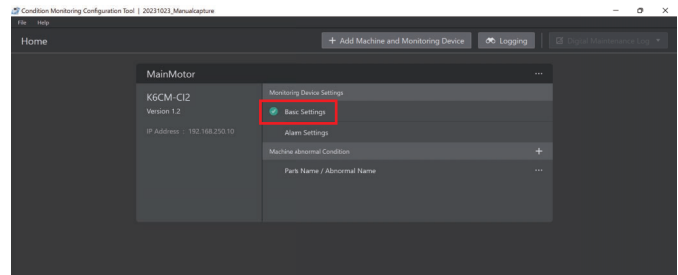 Condition Monitoring Configuration Tool | 20231023_Manualcapture
File Help
Home
+ Add Machine and Monitoring Device
Logging
Digital Maintenance Log
MainMotor
...
K6CM-CI2
Version 1.2
IP Address : 192.168.250.10
Monitoring Device Settings
Basic Settings
Alarm Settings
Machine abnormal Condition
+
Parts Name / Abnormal Name
...